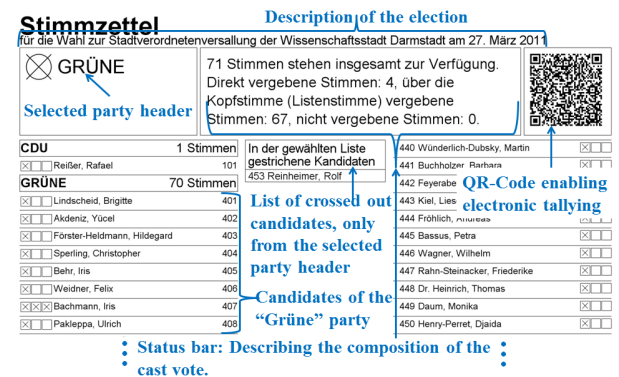 Stimmzettel
Description of the election
für die Wahl zur Stadtverordnetenversallung der Wissenschaftsstadt Darmstadt am 27. März 2011
GRÜNE
Selected party header
71 Stimmen stehen insgesamt zur Verfügung.
Direkt vergebene Stimmen: 4, über die
Kopfstimme (Listenstimme) vergebene
Stimmen: 67, nicht vergebene Stimmen: 0.
CDU 1 Stimmen
Reißer, Rafael 101
GRÜNE 70 Stimmen
Lindscheid, Brigitte 401
Akdeniz, Yücel 402
Förster-Heldmann, Hildegard 403
Sperling, Christopher 404
Behr, Iris 405
Weidner, Felix 406
Bachmann, Iris 407
Pakleppa, Ulrich 408
In der gewählten Liste
gestrichene Kandidaten
453 Reinheimer, Rolf
List of crossed out
candidates, only
from the selected
party header
Candidates of the
“Grüne” party
440 Wünderlich-Dubsky, Martin
441 Buchholzer, Barbara
442 Feyerabe
443 Kiel, Lies
444 Fröhlich, Andreas
445 Bassus, Petra
446 Wagner, Wilhelm
447 Rahn-Steinacker, Friederike
448 Dr. Heinrich, Thomas
449 Daum, Monika
450 Henry-Perret, Djaida
QR-Code enabling
electronic tallying
Status bar: Describing the composition of the
cast vote.